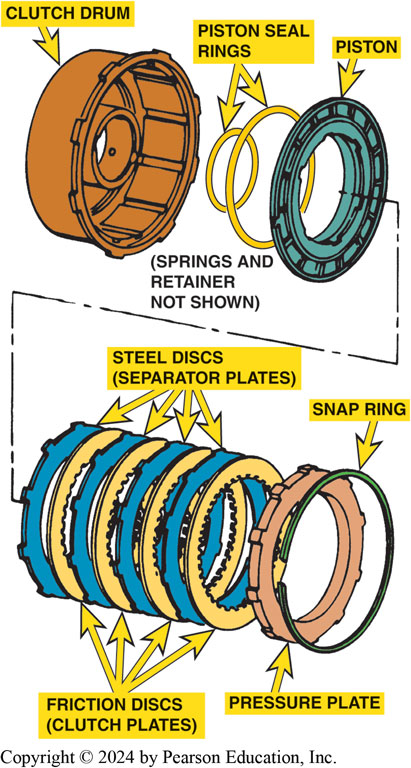 CLUTCH DRUM
PISTON SEAL
RINGS
PISTON
(SPRINGS AND
RETAINER
NOT SHOWN)
STEEL DISCS
(SEPARATOR PLATES)
SNAP RING
FRICTION DISCS
(CLUTCH PLATES)
PRESSURE PLATE
Copyright © 2024 by Pearson Education, Inc.